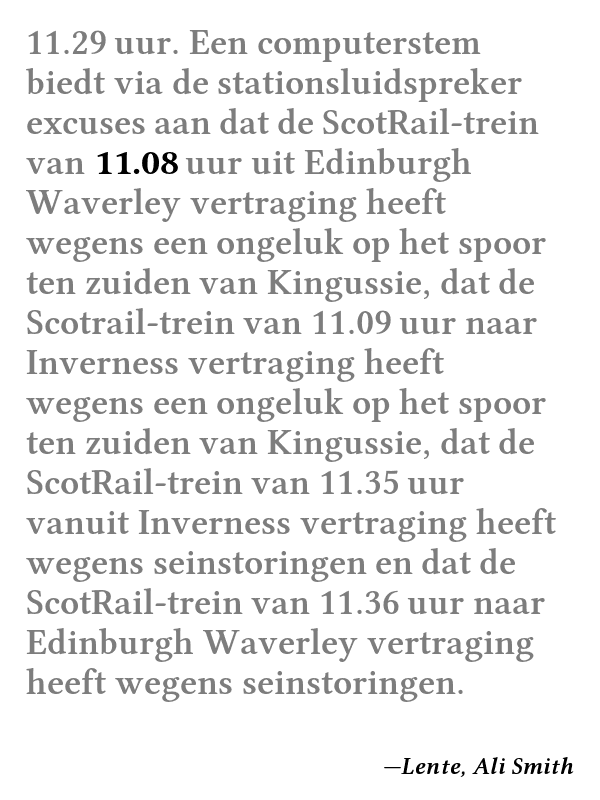 11.29 uur. Een computerstem
biedt via de stationsluidspreker
excuses aan dat de ScotRail-trein
van 11.08 uur uit Edinburgh
Waverley vertraging heeft
wegens een ongeluk op het spoor
ten zuiden van Kingussie, dat de
Scotrail-trein van 11.09 uur naar
Inverness vertraging heeft
wegens een ongeluk op het spoor
ten zuiden van Kingussie, dat de
ScotRail-trein van 11.35 uur
vanuit Inverness vertraging heeft
wegens seinstoringen en dat de
ScotRail-trein van 11.36 uur naar
Edinburgh Waverley vertraging
heeft wegens seinstoringen.
—Lente, Ali Smith